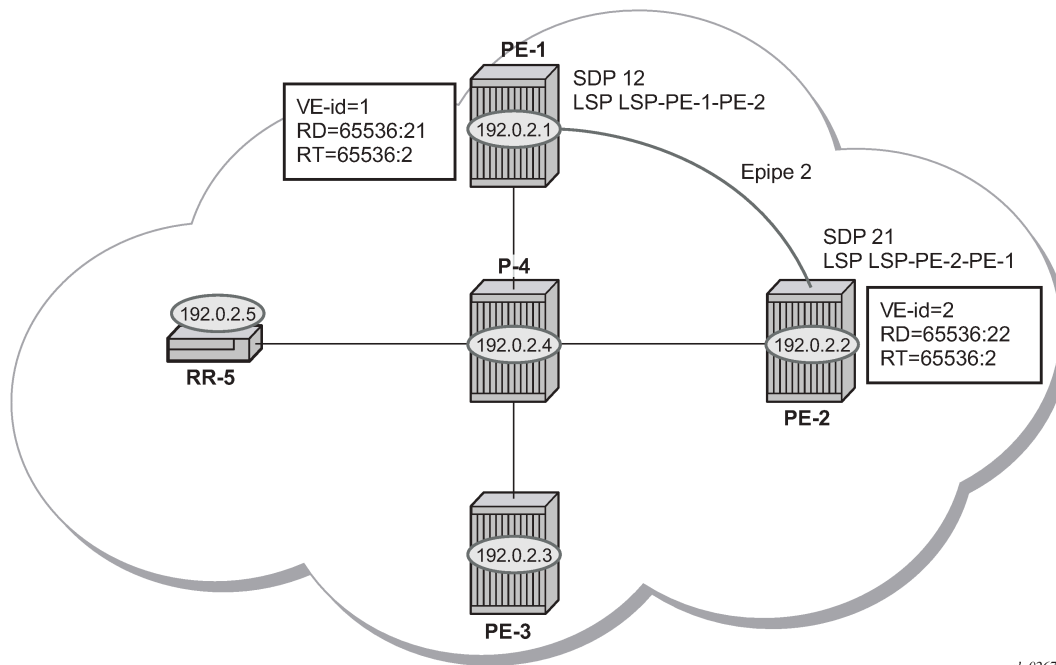 PE-1
SDP 12
LSP LSP-PE-1-PE-2
VE-id=1
RD=65536:21
RT=65536:2
192.0.2.1
Epipe 2
SDP 21
LSP LSP-PE-2-PE-1
P-4
192.0.2.5
192.0.2.4
192.0.2.2
VE-id=2
RD=65536:22
RT=65536:2
RR-5
PE-2
192.0.2.3
PE-3